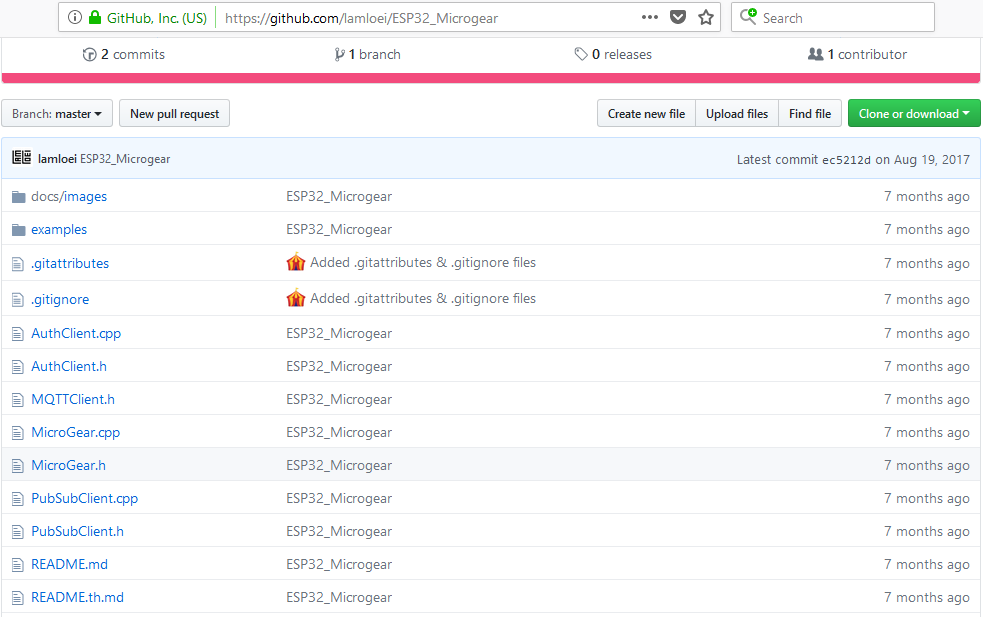 GitHub, Inc. (US) https://github.com/lamloei/ESP32_Microgear Search
2 commits 1 branch 0 releases 1 contributor
Branch: master New pull request Create new file Upload files Find file Clone or download
lamloei ESP32_Microgear Latest commit ec5212d on Aug 19, 2017
docs/images ESP32_Microgear 7 months ago
examples ESP32_Microgear 7 months ago
.gitattributes Added .gitattributes & .gitignore files 7 months ago
.gitignore Added .gitattributes & .gitignore files 7 months ago
AuthClient.cpp ESP32_Microgear 7 months ago
AuthClient.h ESP32_Microgear 7 months ago
MQTTClient.h ESP32_Microgear 7 months ago
MicroGear.cpp ESP32_Microgear 7 months ago
MicroGear.h ESP32_Microgear 7 months ago
PubSubClient.cpp ESP32_Microgear 7 months ago
PubSubClient.h ESP32_Microgear 7 months ago
README.md ESP32_Microgear 7 months ago
README.th.md ESP32_Microgear 7 months ago